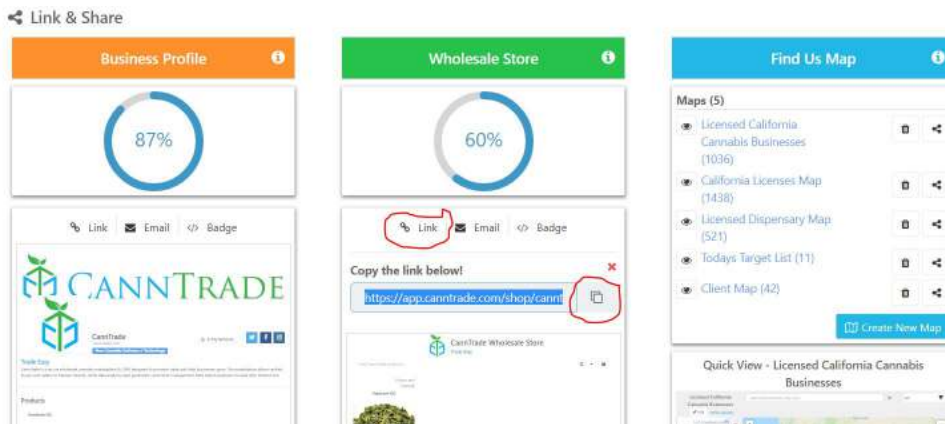 Link & Share
Business Profile
87%
Link Email </> Badge
CANNTRADE
CannTrade
Trade Easy
Products
Wholesale Store
60%
Link Email </> Badge
Copy the link below!
https://app.canntrade.com/shop/cannt
CannTrade Wholesale Store
Find Us Map
Maps (5)
Licensed California
Cannabis Businesses
(1036)
California Licenses Map
(1438)
Licensed Dispensary Map
(521)
Todays Target List (11)
Client Map (42)
Create New Map
Quick View - Licensed California Cannabis
Businesses